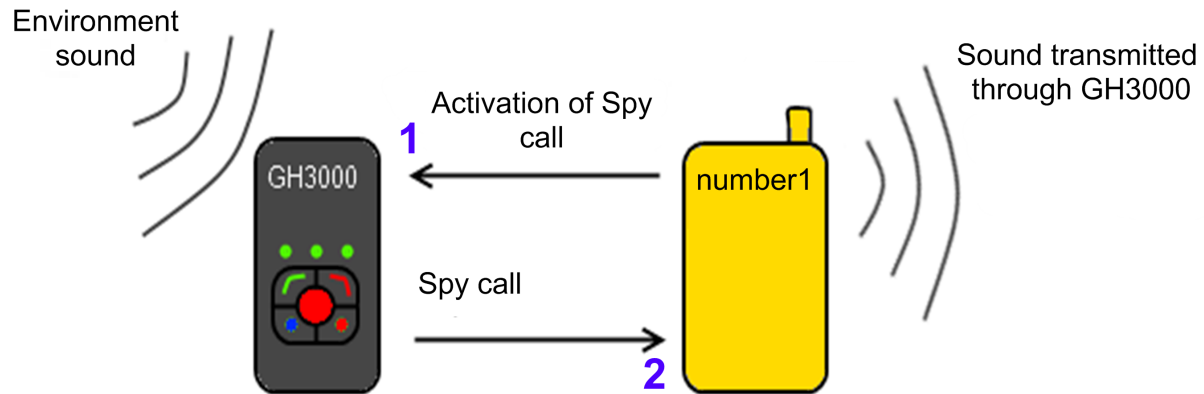 Environment
sound
Sound transmitted
through GH3000
Activation of Spy
call
1
GH3000
number1
Spy call
2